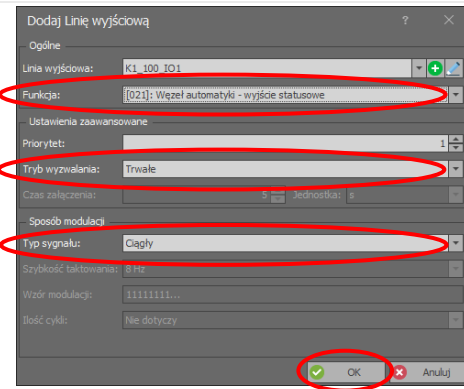 Dodaj Linię wyjściową ?
Ogólne
Linia wyjściowa: K1_100_IO1
Funkcja: [021]: Węzeł automatyki - wyjście statusowe
Ustawienia zaawansowane
Priorytet: 1
Tryb wyzwalania: Trwałe
Czas załączenia: 5 Jednostka: s
Sposób modulacji
Typ sygnału: Ciągły
Szybkość taktowania: 8 Hz
Wzór modulacji: 11111111...
Ilość cykli: Nie dotyczy
OK Anuluj